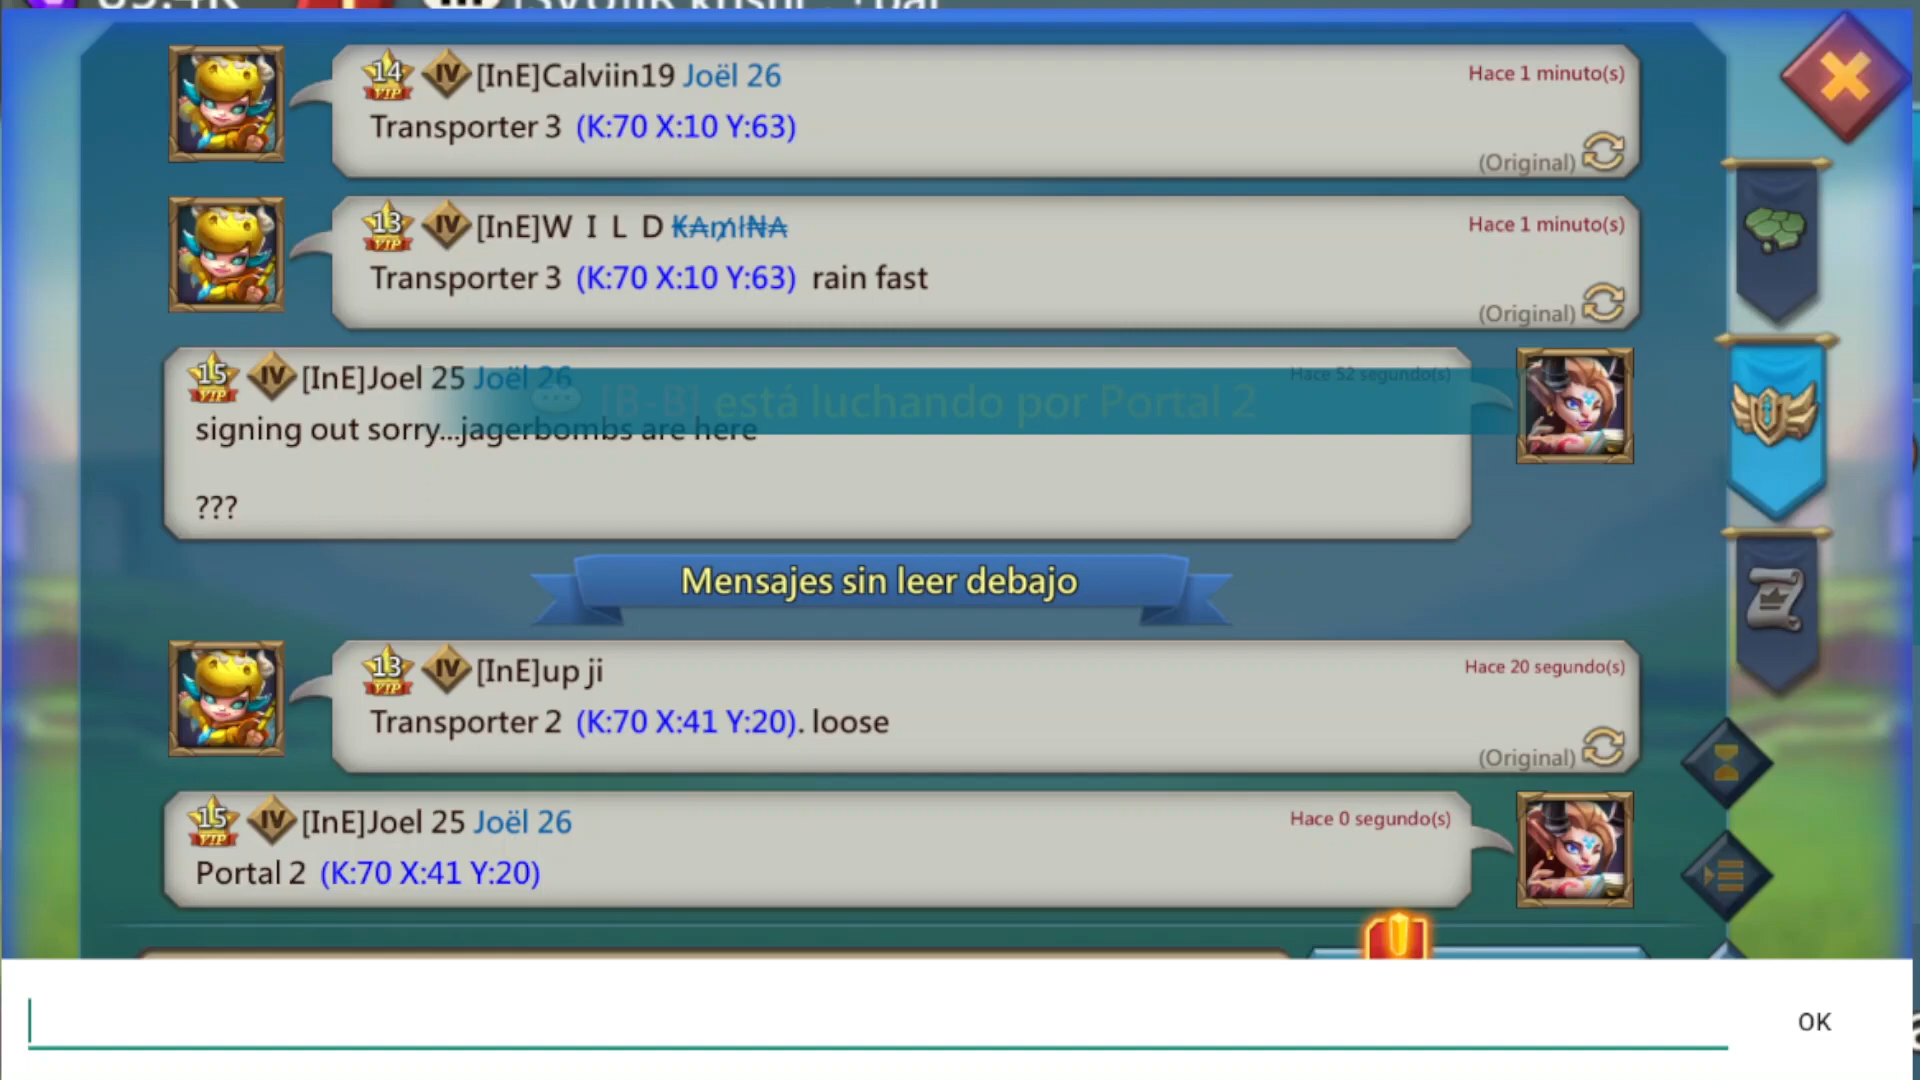 14 VIP IV [InE]Calviin19 Joël 26 Hace 1 minuto(s)
Transporter 3 (K:70 X:10 Y:63)
(Original)
13 VIP IV [InE]W I L D ₭₳₥ł₦₳ Hace 1 minuto(s)
Transporter 3 (K:70 X:10 Y:63) rain fast
(Original)
15 VIP IV [InE]Joel 25 Joël 26 Hace 52 segundo(s)
[B-B] está luchando por Portal 2
signing out sorry...jagerbombs are here
???
Mensajes sin leer debajo
13 VIP IV [InE]up ji Hace 20 segundo(s)
Transporter 2 (K:70 X:41 Y:20). loose
(Original)
15 VIP IV [InE]Joel 25 Joël 26 Hace 0 segundo(s)
Portal 2 (K:70 X:41 Y:20)
OK